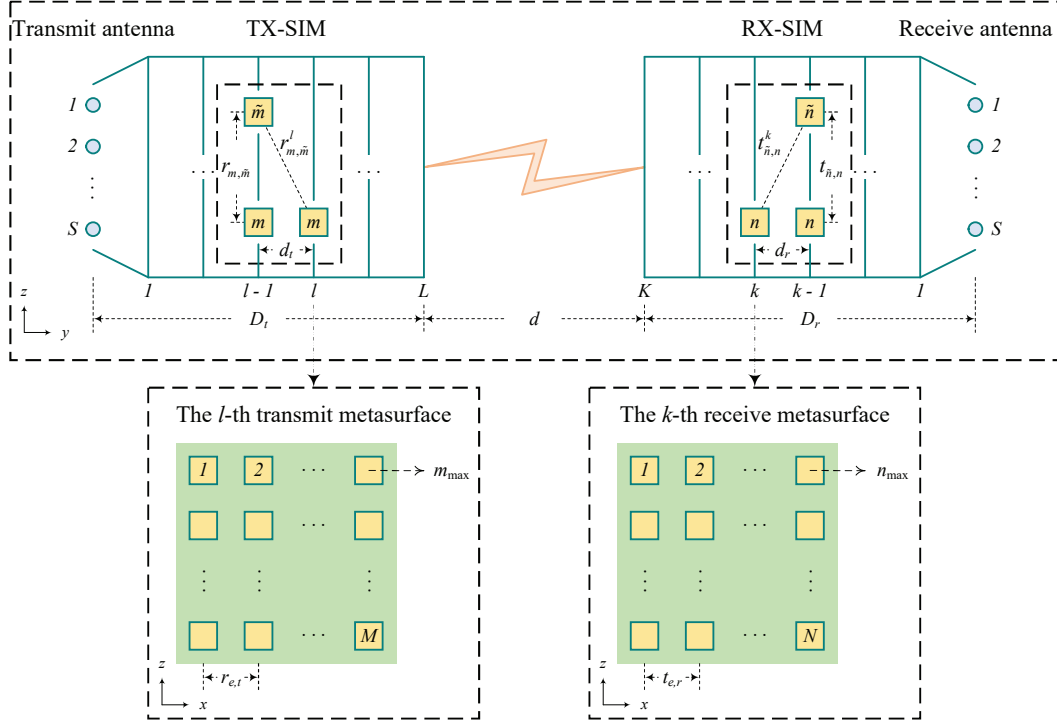 Transmit antenna TX-SIM RX-SIM Receive antenna
1 m̃ ñ 1
2 r^l_{m,m̃} t^k_{ñ,n} 2
r_{m,m̃} ··· ··· ··· ··· t_{ñ,n}
⋮ ⋮
S m m n n S
d_t d_r
1 l - 1 l L K k k - 1 1
z
y
D_t d D_r
The l-th transmit metasurface
1 2 ··· m_max
⋮ ⋮ ⋮
··· M
r_{e,t}
z
x
The k-th receive metasurface
1 2 ··· n_max
⋮ ⋮ ⋮
··· N
t_{e,r}
z
x